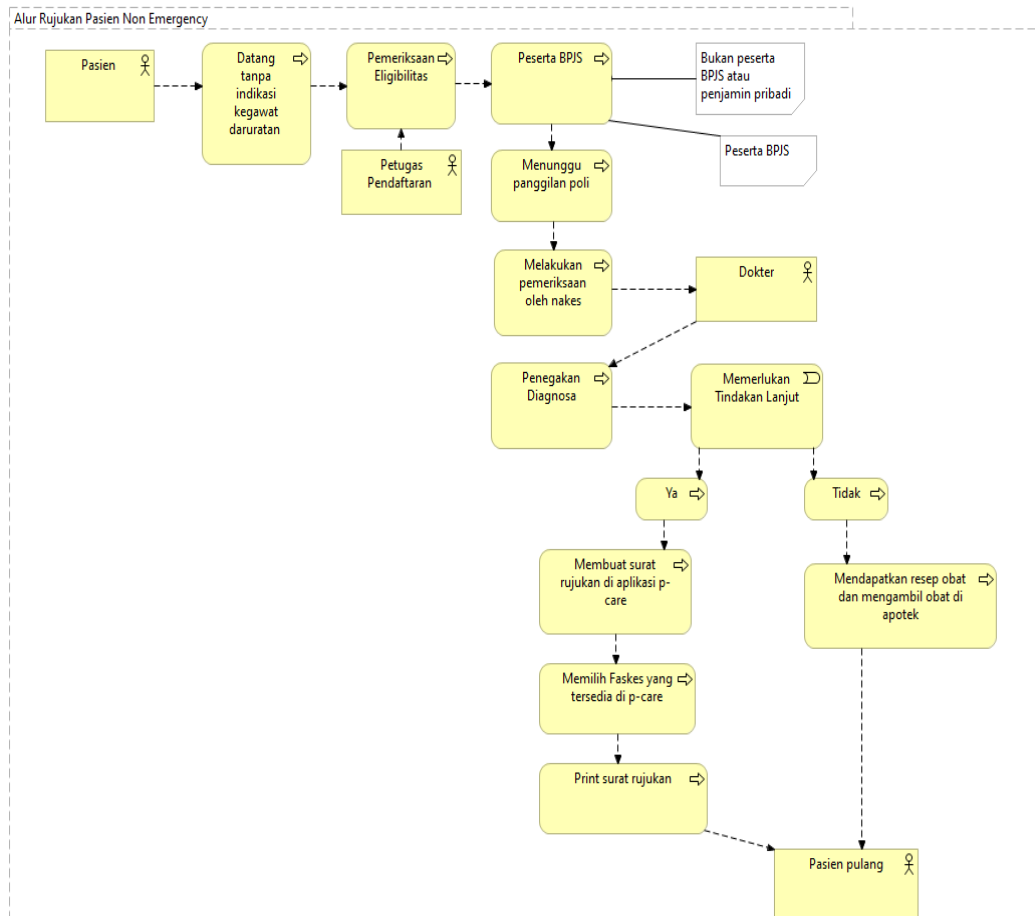 Alur Rujukan Pasien Non Emergency
Pasien
Datang
tanpa
indikasi
kegawat
daruratan
Pemeriksaan
Eligibilitas
Peserta BPJS
Bukan peserta
BPJS atau
penjamin pribadi
Petugas
Pendaftaran
Menunggu
panggilan poli
Peserta BPJS
Melakukan
pemeriksaan
oleh nakes
Dokter
Penegakan
Diagnosa
Memerlukan
Tindakan Lanjut
Ya
Tidak
Membuat surat
rujukan di aplikasi p-
care
Mendapatkan resep obat
dan mengambil obat di
apotek
Memilih Faskes yang
tersedia di p-care
Print surat rujukan
Pasien pulang